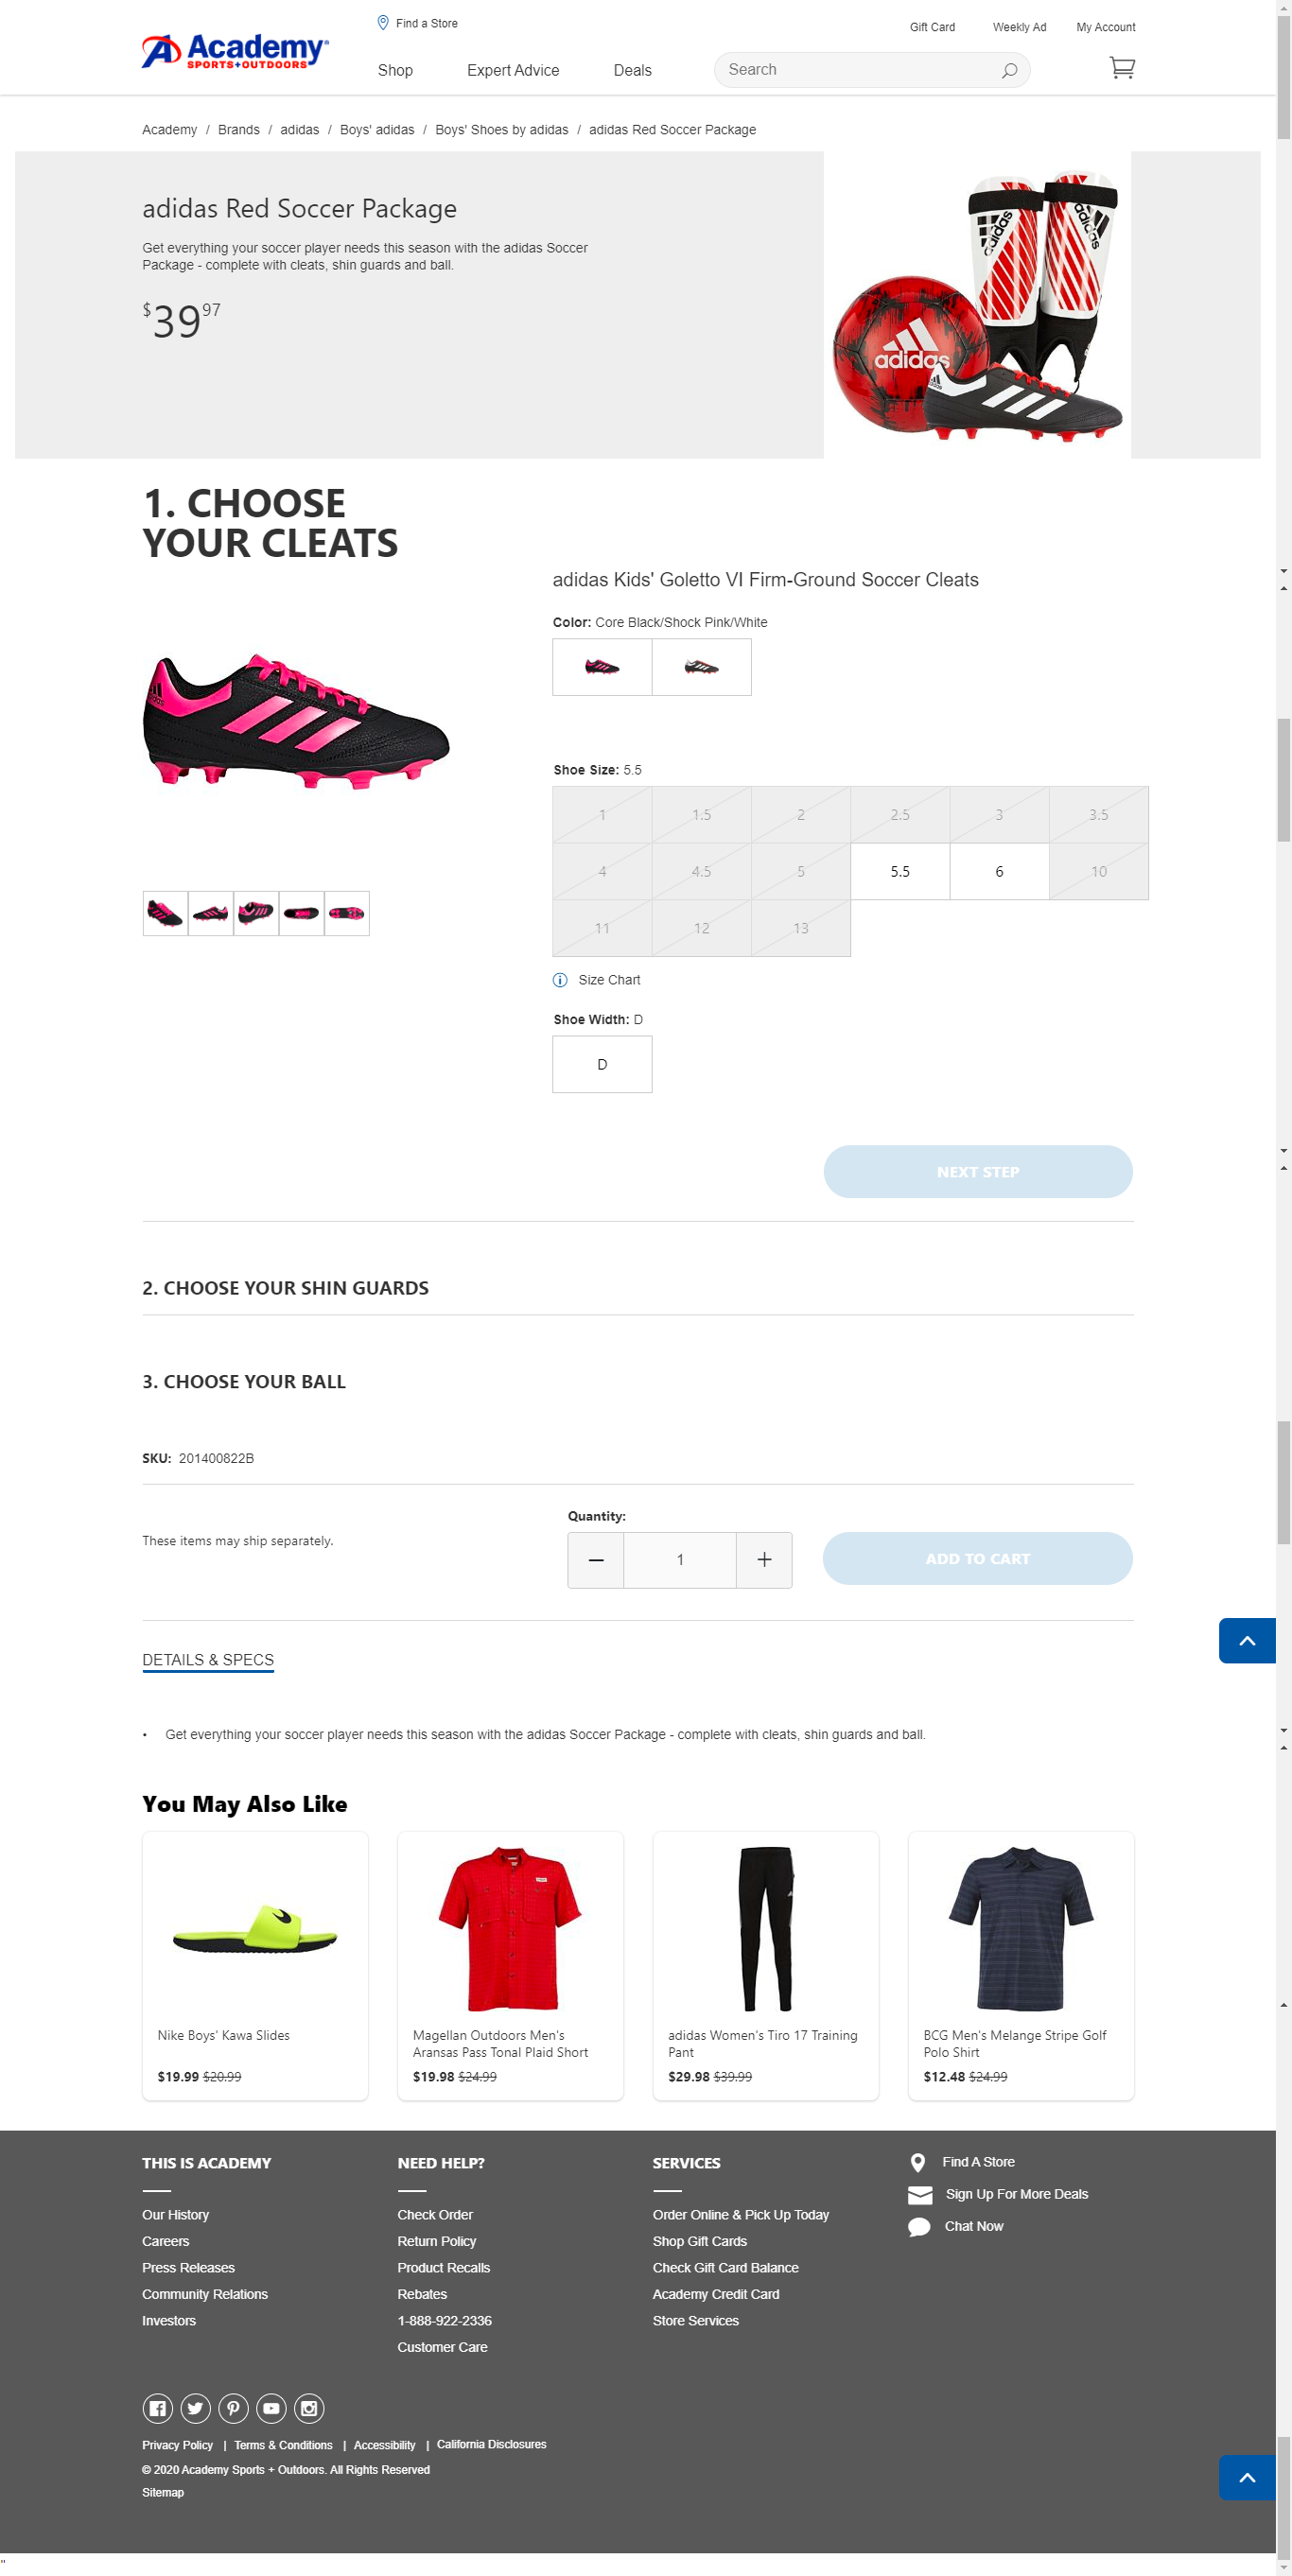 Find a Store
Gift Card
Weekly Ad
My Account
Academy
SPORTS+OUTDOORS
Shop
Expert Advice
Deals
Search
Academy / Brands / adidas / Boys' adidas / Boys' Shoes by adidas / adidas Red Soccer Package
adidas Red Soccer Package
Get everything your soccer player needs this season with the adidas Soccer
Package - complete with cleats, shin guards and ball.
$39 97
adidas
adidas
adidas
1. CHOOSE
YOUR CLEATS
adidas Kids' Goletto VI Firm-Ground Soccer Cleats
Color: Core Black/Shock Pink/White
adidas
Shoe Size: 5.5
1 1.5 2 2.5 3 3.5
4 4.5 5 5.5 6 10
11 12 13
Size Chart
Shoe Width: D
D
NEXT STEP
2. CHOOSE YOUR SHIN GUARDS
3. CHOOSE YOUR BALL
SKU: 201400822B
Quantity:
These items may ship separately.
1
ADD TO CART
DETAILS & SPECS
• Get everything your soccer player needs this season with the adidas Soccer Package - complete with cleats, shin guards and ball.
You May Also Like
Nike Boys' Kawa Slides
$19.99 $20.99
Magellan Outdoors Men's
Aransas Pass Tonal Plaid Short
$19.98 $24.99
adidas Women's Tiro 17 Training
Pant
$29.98 $39.99
BCG Men's Melange Stripe Golf
Polo Shirt
$12.48 $24.99
THIS IS ACADEMY
Our History
Careers
Press Releases
Community Relations
Investors
NEED HELP?
Check Order
Return Policy
Product Recalls
Rebates
1-888-922-2336
Customer Care
SERVICES
Order Online & Pick Up Today
Shop Gift Cards
Check Gift Card Balance
Academy Credit Card
Store Services
Find A Store
Sign Up For More Deals
Chat Now
Privacy Policy | Terms & Conditions | Accessibility | California Disclosures
© 2020 Academy Sports + Outdoors. All Rights Reserved
Sitemap
"